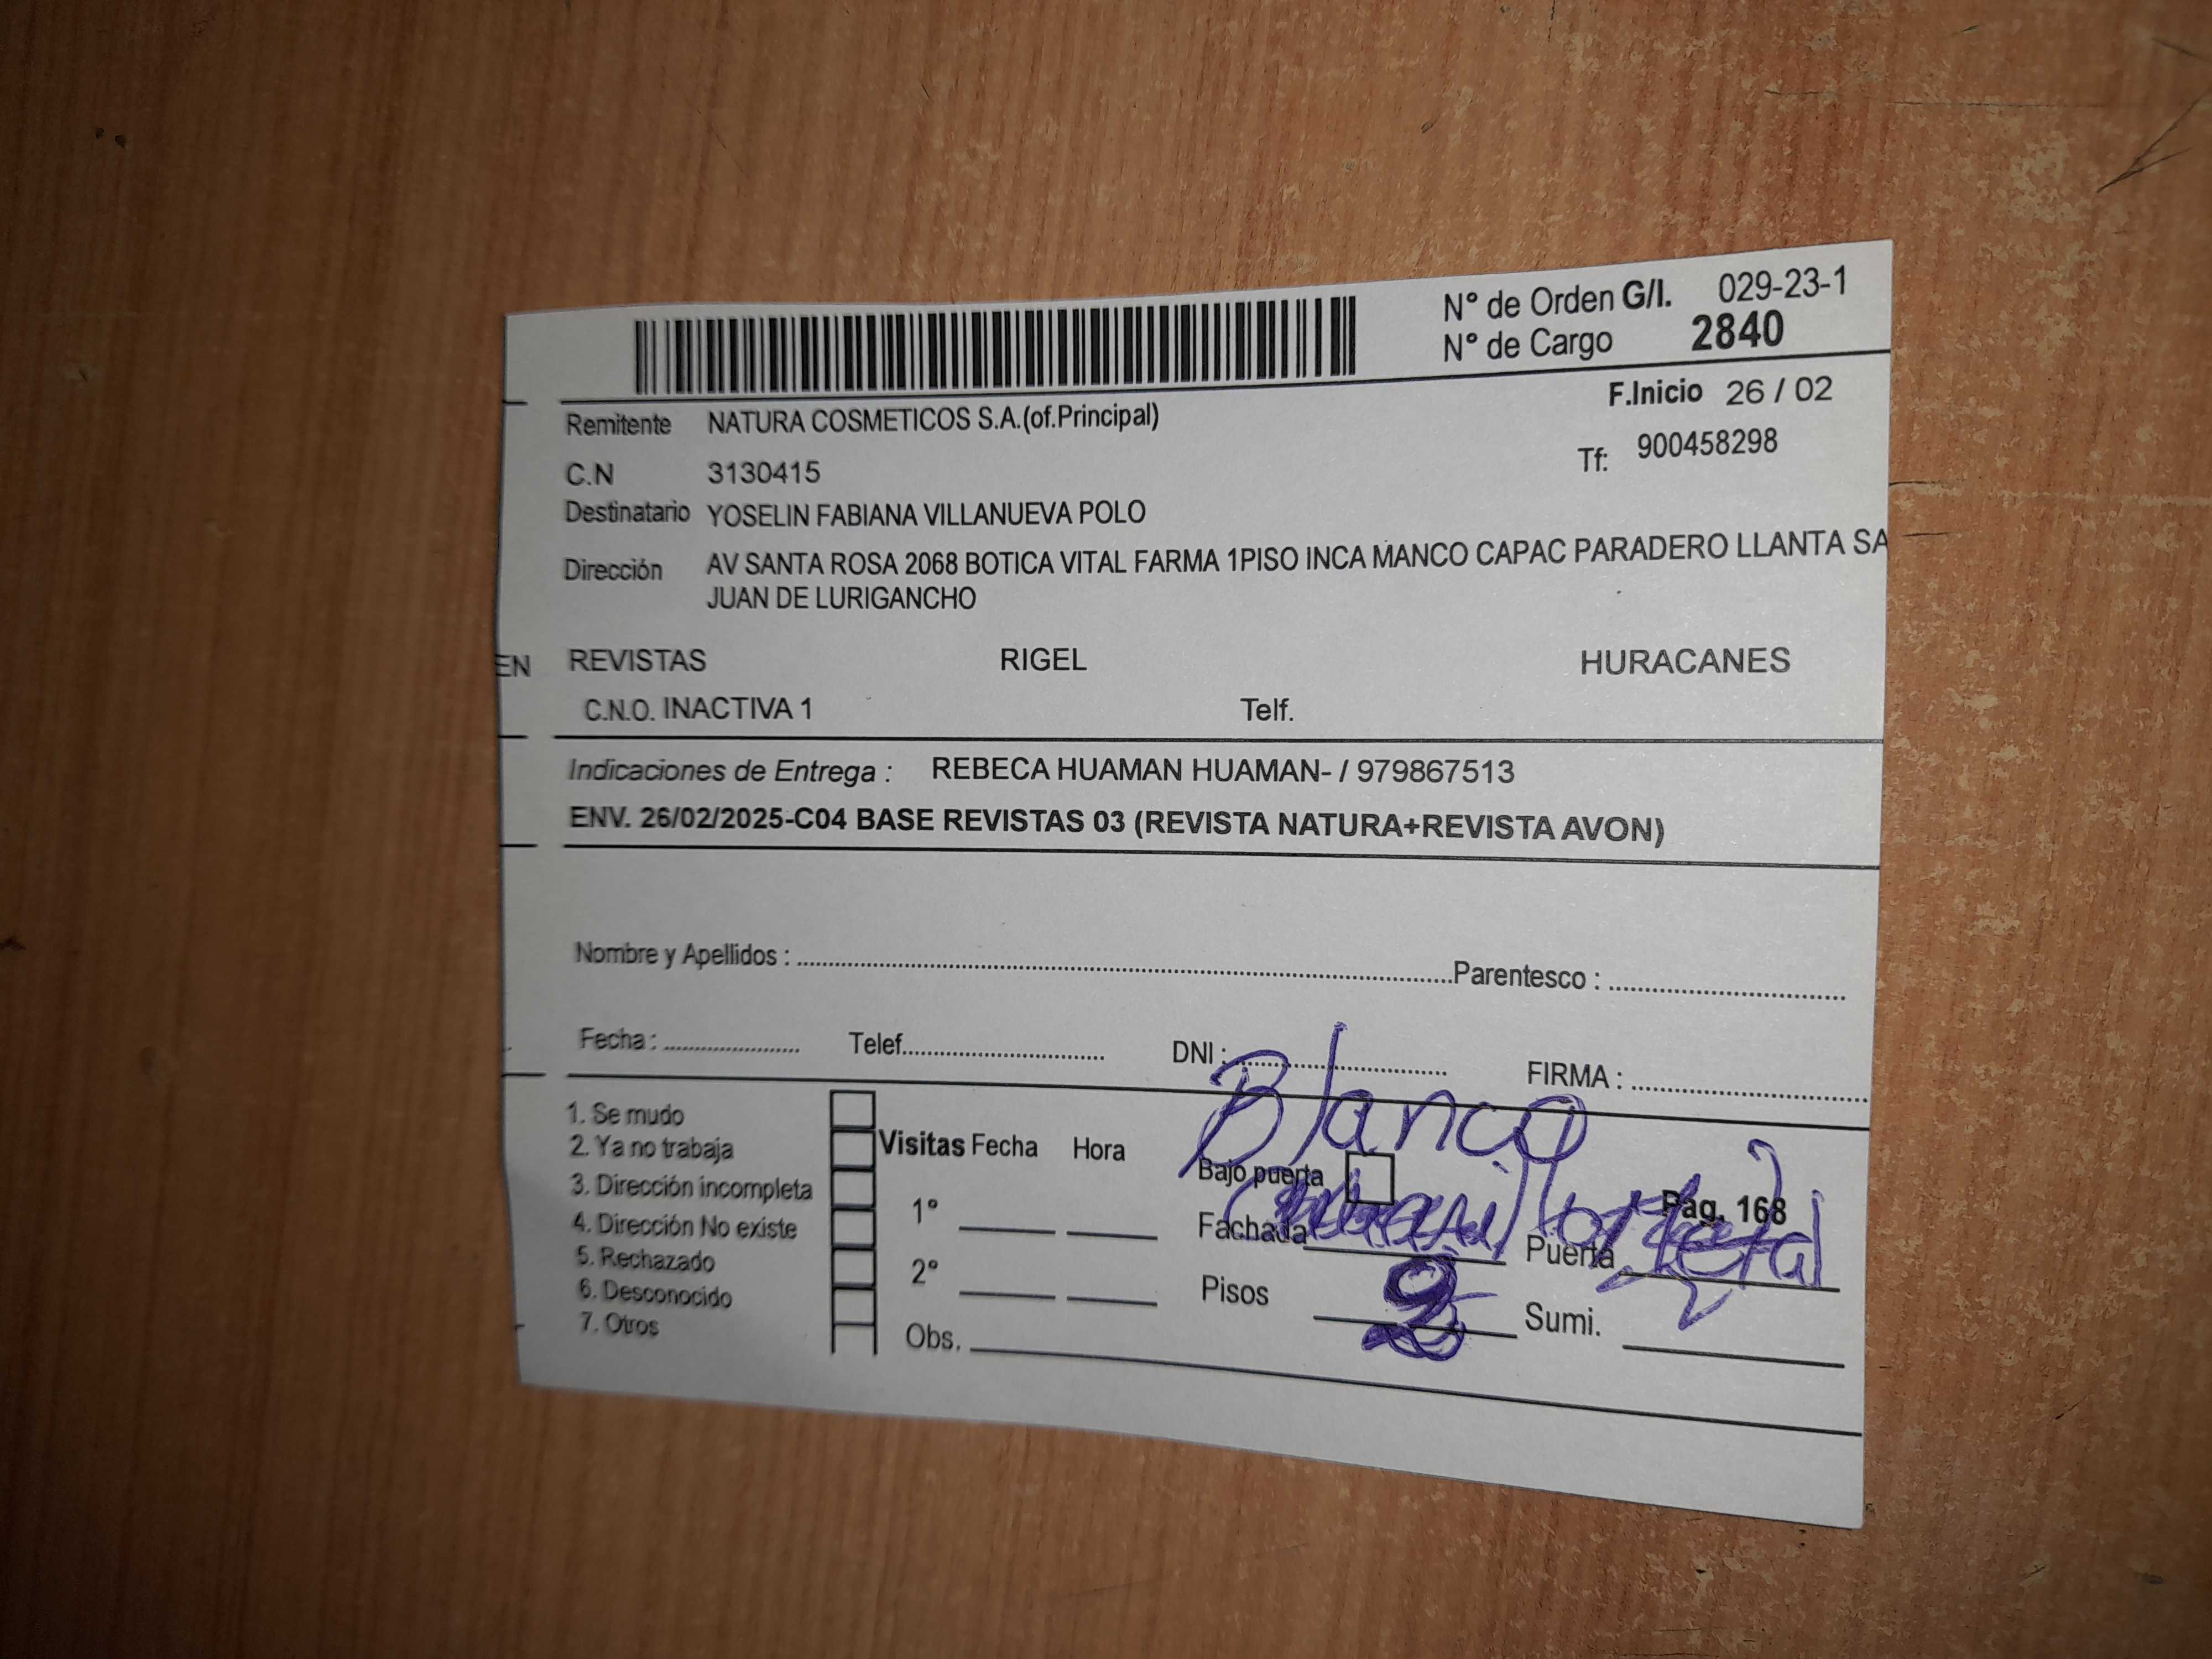 N° de Orden G/I. 029-23-1
N° de Cargo 2840
F.Inicio 26 / 02
Remitente NATURA COSMETICOS S.A.(of.Principal)
Tf: 900458298
C.N 3130415
Destinatario YOSELIN FABIANA VILLANUEVA POLO
Dirección AV SANTA ROSA 2068 BOTICA VITAL FARMA 1PISO INCA MANCO CAPAC PARADERO LLANTA SA
JUAN DE LURIGANCHO
EN REVISTAS RIGEL HURACANES
C.N.O. INACTIVA 1 Telf.
Indicaciones de Entrega : REBECA HUAMAN HUAMAN- / 979867513
ENV. 26/02/2025-C04 BASE REVISTAS 03 (REVISTA NATURA+REVISTA AVON)
Nombre y Apellidos : Parentesco :
Fecha : Telef. DNI : FIRMA :
Blanco
1. Se mudo
2. Ya no trabaja
3. Dirección incompleta
4. Dirección No existe
5. Rechazado
6. Desconocido
7. Otros
Visitas Fecha Hora
1°
2°
Obs.
Bajo puerta
Pag. 168
Fachada Puerta
Pisos Sumi.